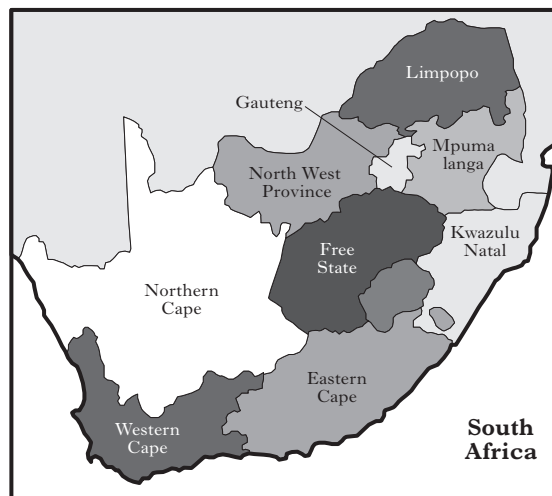 Limpopo
Gauteng
Mpuma
langa
North West
Province
Kwazulu
Natal
Free
State
Northern
Cape
Eastern
Cape
Western
Cape
South
Africa